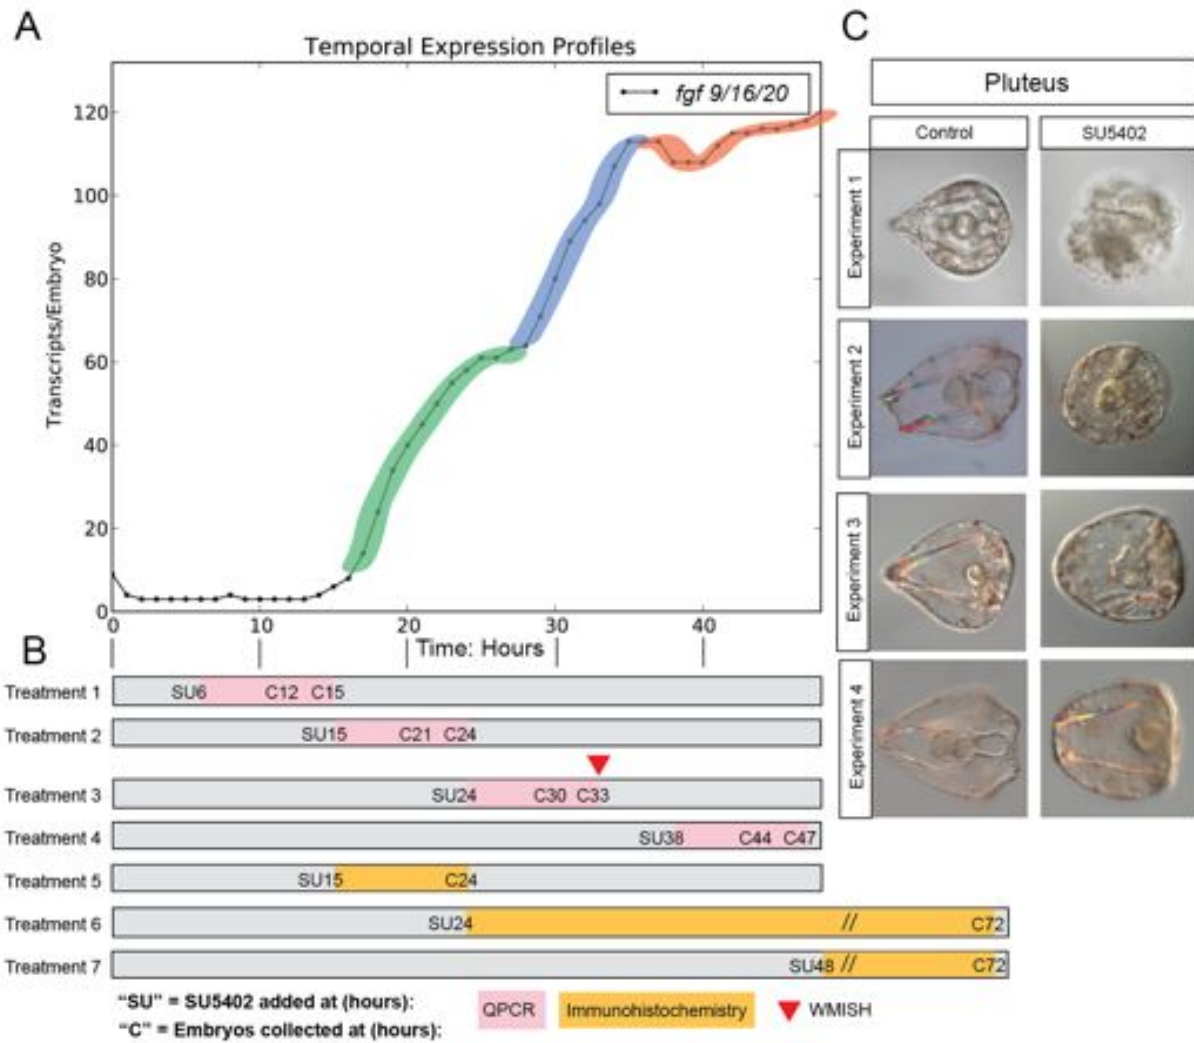 A
Temporal Expression Profiles
fgf 9/16/20
120
100
80
60
40
20
0
Transcripts/Embryo
0 10 20 30 40
Time: Hours
B
Treatment 1 SU6 C12 C15
Treatment 2 SU15 C21 C24
Treatment 3 SU24 C30 C33
Treatment 4 SU38 C44 C47
Treatment 5 SU15 C24
Treatment 6 SU24 // C72
Treatment 7 SU48 // C72
“SU” = SU5402 added at (hours):
“C” = Embryos collected at (hours):
QPCR Immunohistochemistry WMISH
C
Pluteus
Control SU5402
Experiment 1
Experiment 2
Experiment 3
Experiment 4